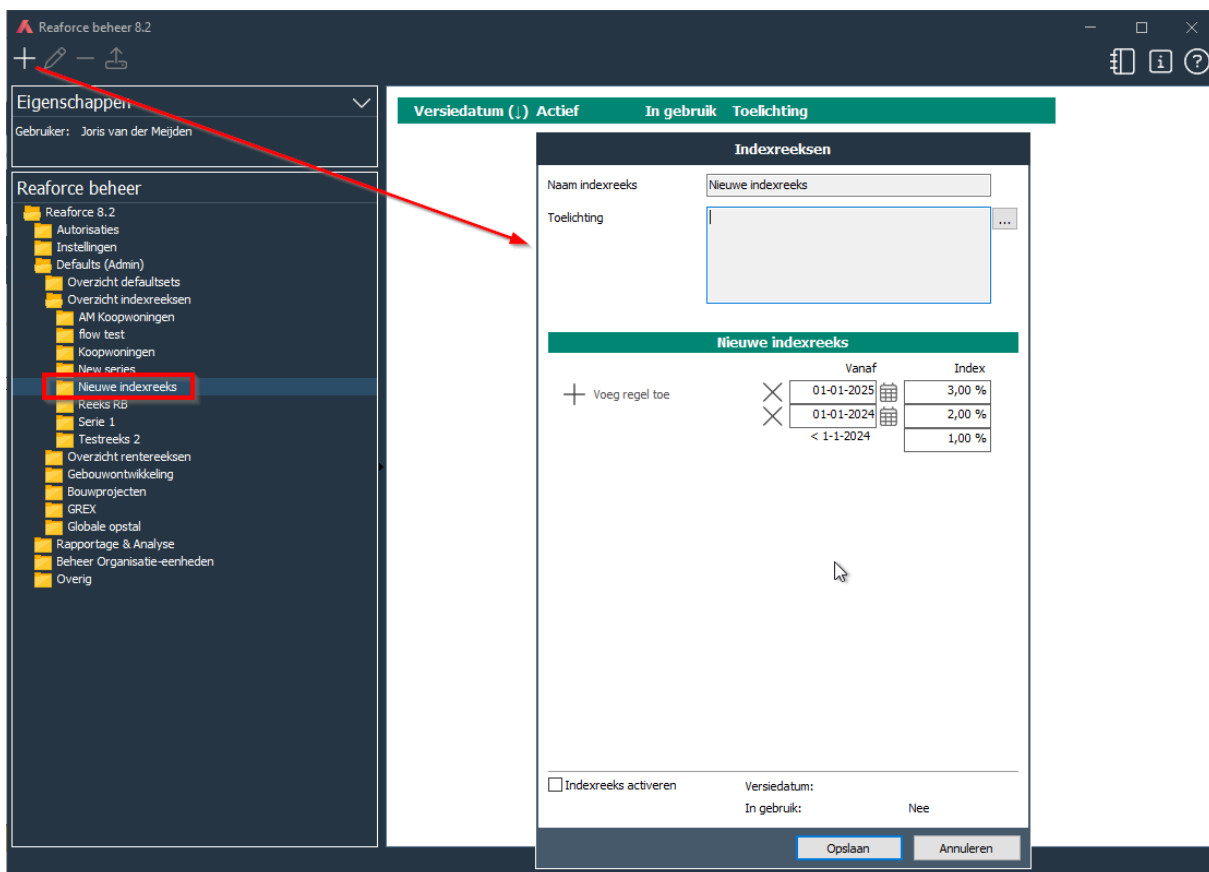 Reaforce beheer 8.2
Eigenschappen
Gebruiker: Joris van der Meijden
Reaforce beheer
Reaforce 8.2
Autorisaties
Instellingen
Defaults (Admin)
Overzicht defaultsets
Overzicht indexreeksen
AM Koopwoningen
flow test
Koopwoningen
New series
Nieuwe indexreeks
Reeks RB
Serie 1
Testreeks 2
Overzicht rentereeksen
Gebouwontwikkeling
Bouwprojecten
GREX
Globale opstal
Rapportage & Analyse
Beheer Organisatie-eenheden
Overig
Versiedatum (↓) Actief In gebruik Toelichting
Indexreeksen
Naam indexreeks Nieuwe indexreeks
Toelichting ...
Nieuwe indexreeks
Vanaf Index
Voeg regel toe 01-01-2025 3,00 %
01-01-2024 2,00 %
< 1-1-2024 1,00 %
Indexreeks activeren Versiedatum:
In gebruik: Nee
Opslaan Annuleren